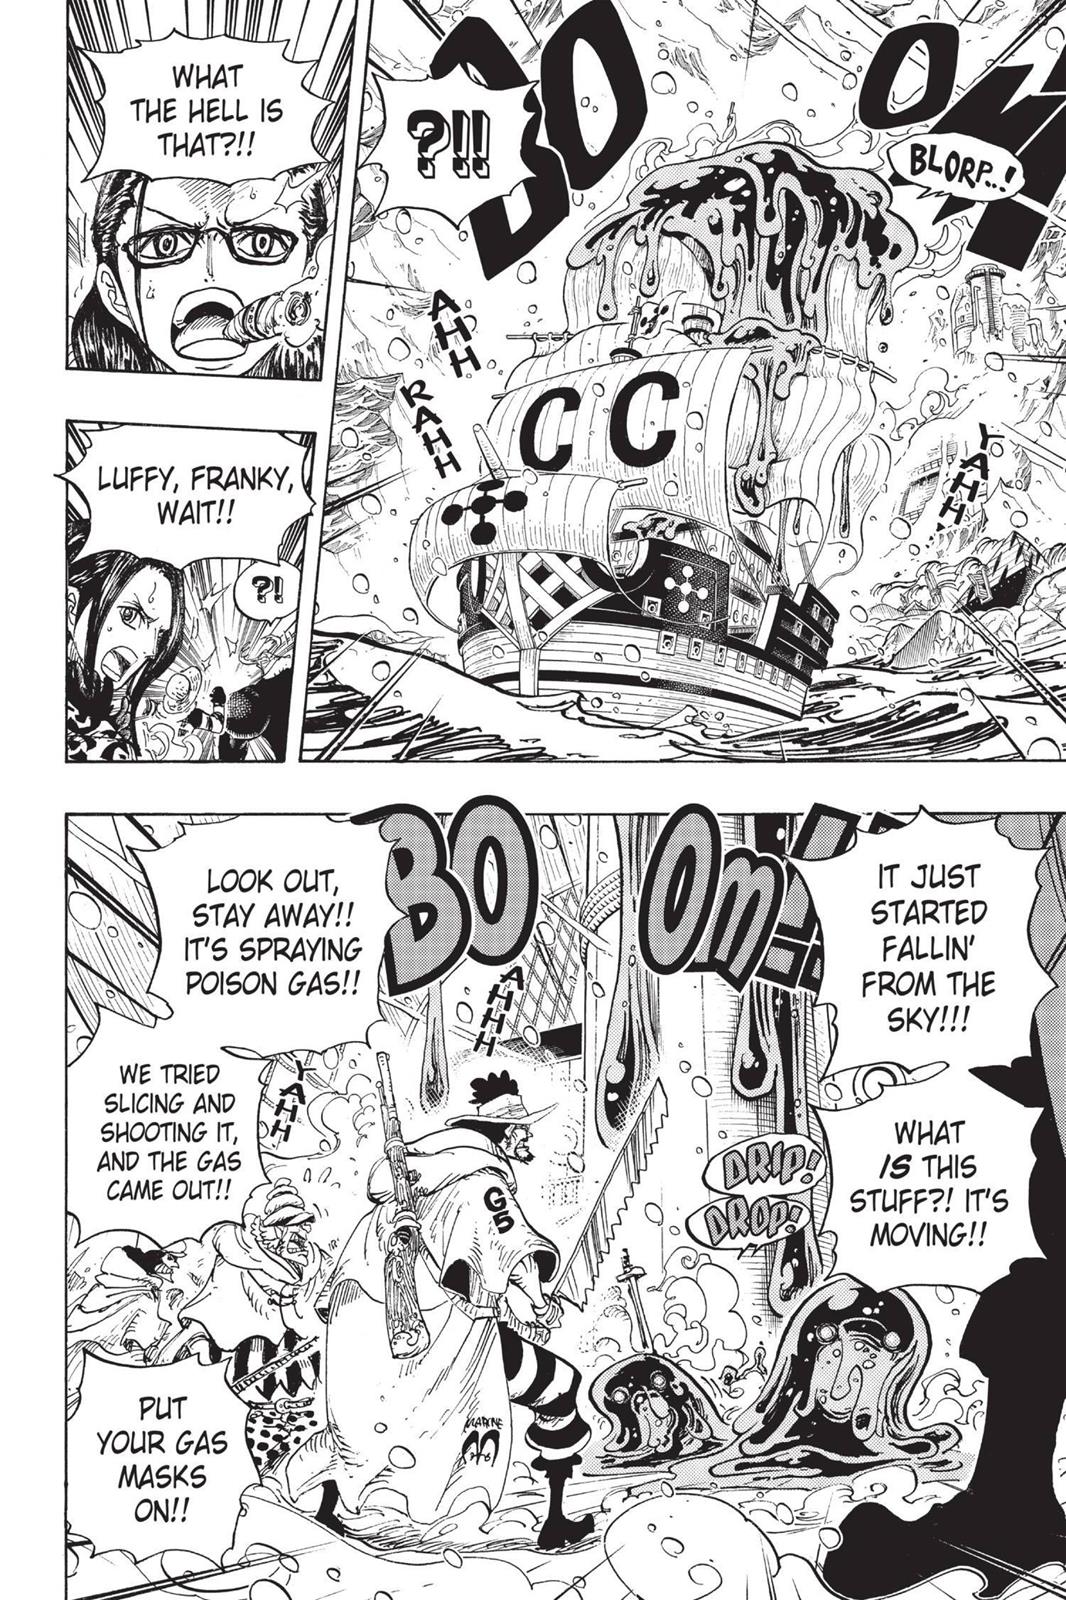 BOOM!!
BLORP...!
?!!
WHAT
THE HELL IS
THAT?!!
AHH
RAHH
YAHH
CC
LUFFY, FRANKY,
WAIT!!
?!
IT JUST
STARTED
FALLIN'
FROM THE
SKY!!!
WHAT
IS THIS
STUFF?! IT'S
MOVING!!
BOOM!!
DRIP!
DROP!
AHHH
LOOK OUT,
STAY AWAY!!
IT'S SPRAYING
POISON GAS!!
YAHH
WE TRIED
SLICING AND
SHOOTING IT,
AND THE GAS
CAME OUT!!
G5
MARINE
PUT
YOUR GAS
MASKS
ON!!